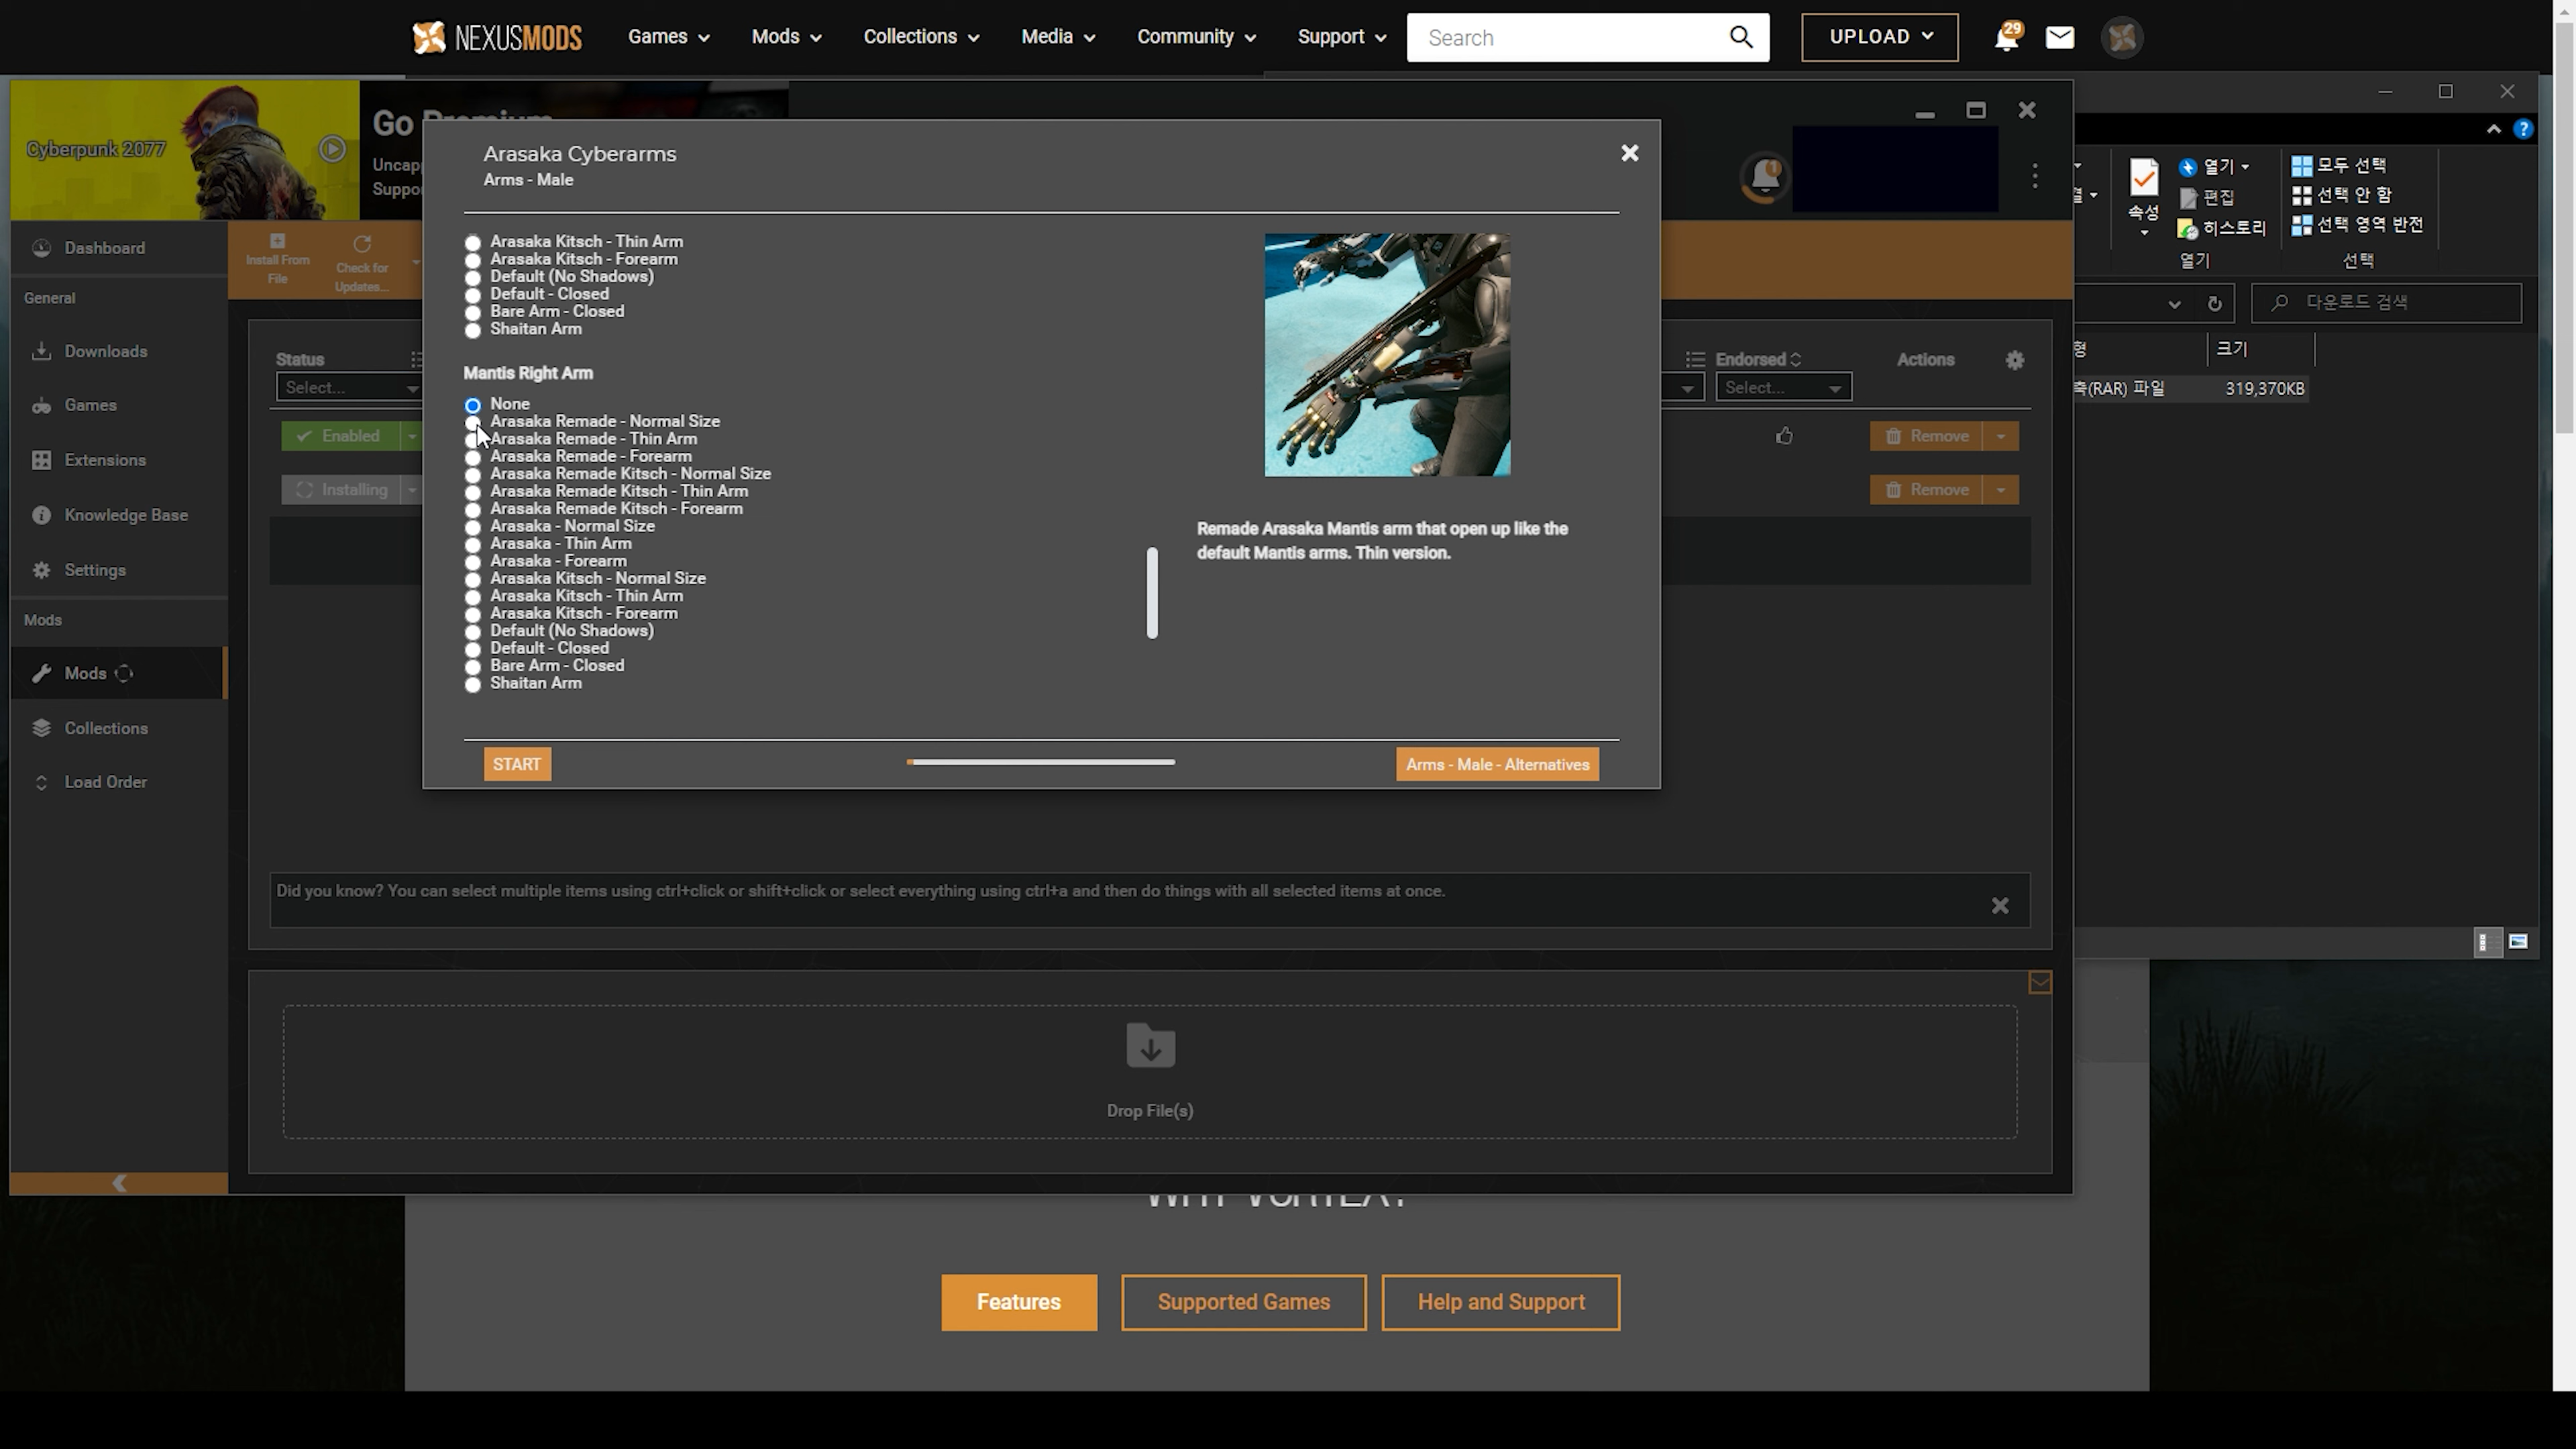 NEXUSMODS
Games
Mods
Collections
Media
Community
Support
Search
UPLOAD
29
Cyberpunk 2077
Go Premium
Arasaka Cyberarms
Arms - Male
1
Dashboard
General
Downloads
Games
Extensions
Knowledge Base
Settings
Mods
Mods
Collections
Load Order
Install From
File
Check for
Updates...
Status
Select...
Enabled
Installing
Arasaka Kitsch - Thin Arm
Arasaka Kitsch - Forearm
Default (No Shadows)
Default - Closed
Bare Arm - Closed
Shaitan Arm
Mantis Right Arm
None
Arasaka Remade - Normal Size
Arasaka Remade - Thin Arm
Arasaka Remade - Forearm
Arasaka Remade Kitsch - Normal Size
Arasaka Remade Kitsch - Thin Arm
Arasaka Remade Kitsch - Forearm
Arasaka - Normal Size
Arasaka - Thin Arm
Arasaka - Forearm
Arasaka Kitsch - Normal Size
Arasaka Kitsch - Thin Arm
Arasaka Kitsch - Forearm
Default (No Shadows)
Default - Closed
Bare Arm - Closed
Shaitan Arm
Remade Arasaka Mantis arm that open up like the
default Mantis arms. Thin version.
START
Arms - Male - Alternatives
Endorsed
Actions
Select...
Remove
Remove
Did you know? You can select multiple items using ctrl+click or shift+click or select everything using ctrl+a and then do things with all selected items at once.
Drop File(s)
속성
열기
편집
히스토리
열기
모두 선택
선택 안 함
선택 영역 반전
선택
다운로드 검색
형
크기
축(RAR) 파일
319,370KB
WHY VORTEX?
Features
Supported Games
Help and Support